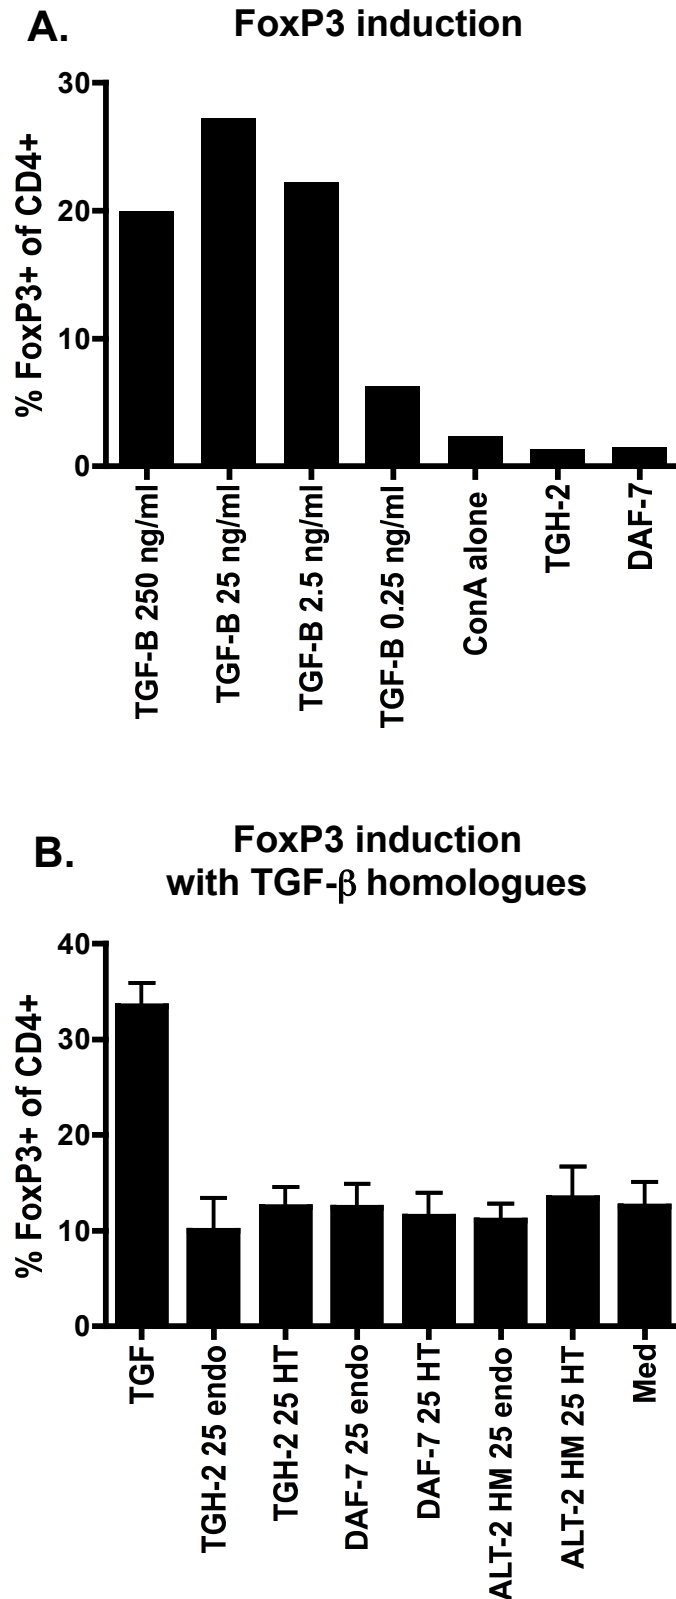 A.
FoxP3 induction
% FoxP3+ of CD4+
30
20
10
0
TGF-B 250 ng/ml
TGF-B 25 ng/ml
TGF-B 2.5 ng/ml
TGF-B 0.25 ng/ml
ConA alone
TGH-2
DAF-7
B.
FoxP3 induction
with TGF-β homologues
% FoxP3+ of CD4+
40
30
20
10
0
TGF
TGH-2 25 endo
TGH-2 25 HT
DAF-7 25 endo
DAF-7 25 HT
ALT-2 HM 25 endo
ALT-2 HM 25 HT
Med